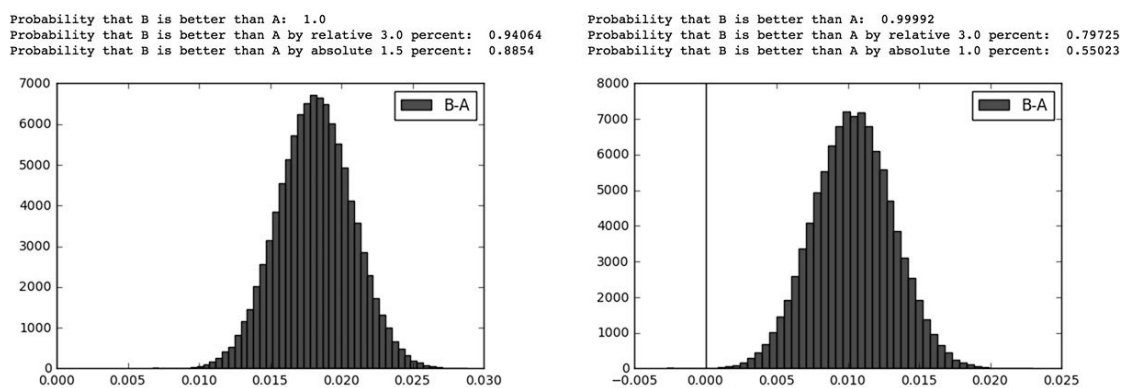 Probability that B is better than A:  1.0
Probability that B is better than A by relative 3.0 percent:  0.94064
Probability that B is better than A by absolute 1.5 percent:  0.8854
7000
6000
5000
4000
3000
2000
1000
0
B-A
0.000 0.005 0.010 0.015 0.020 0.025 0.030
Probability that B is better than A:  0.99992
Probability that B is better than A by relative 3.0 percent:  0.79725
Probability that B is better than A by absolute 1.0 percent:  0.55023
8000
7000
6000
5000
4000
3000
2000
1000
0
B-A
−0.005 0.000 0.005 0.010 0.015 0.020 0.025